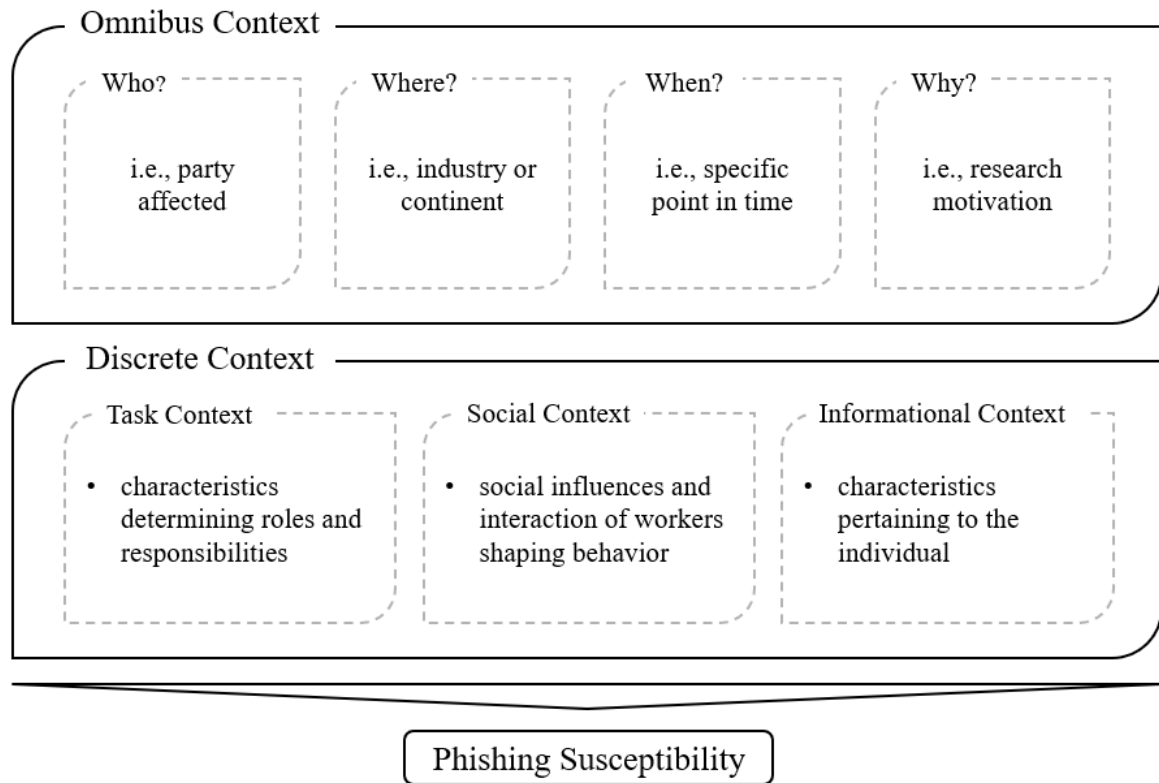 Omnibus Context
Who?
i.e., party
affected
Where?
i.e., industry or
continent
When?
i.e., specific
point in time
Why?
i.e., research
motivation
Discrete Context
Task Context
• characteristics
determining roles and
responsibilities
Social Context
• social influences and
interaction of workers
shaping behavior
Informational Context
• characteristics
pertaining to the
individual
Phishing Susceptibility